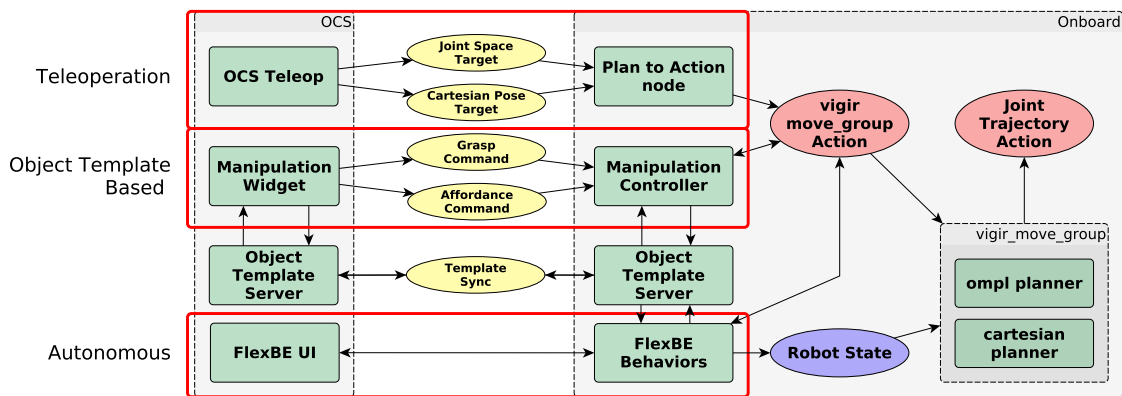 OCS
Onboard
Teleoperation
OCS Teleop
Joint Space
Target
Cartesian Pose
Target
Plan to Action
node
vigir
move_group
Action
Joint
Trajectory
Action
Object Template
Based
Manipulation
Widget
Grasp
Command
Affordance
Command
Manipulation
Controller
Object
Template
Server
Template
Sync
Object
Template
Server
vigir_move_group
ompl planner
cartesian
planner
Autonomous
FlexBE UI
FlexBE
Behaviors
Robot State